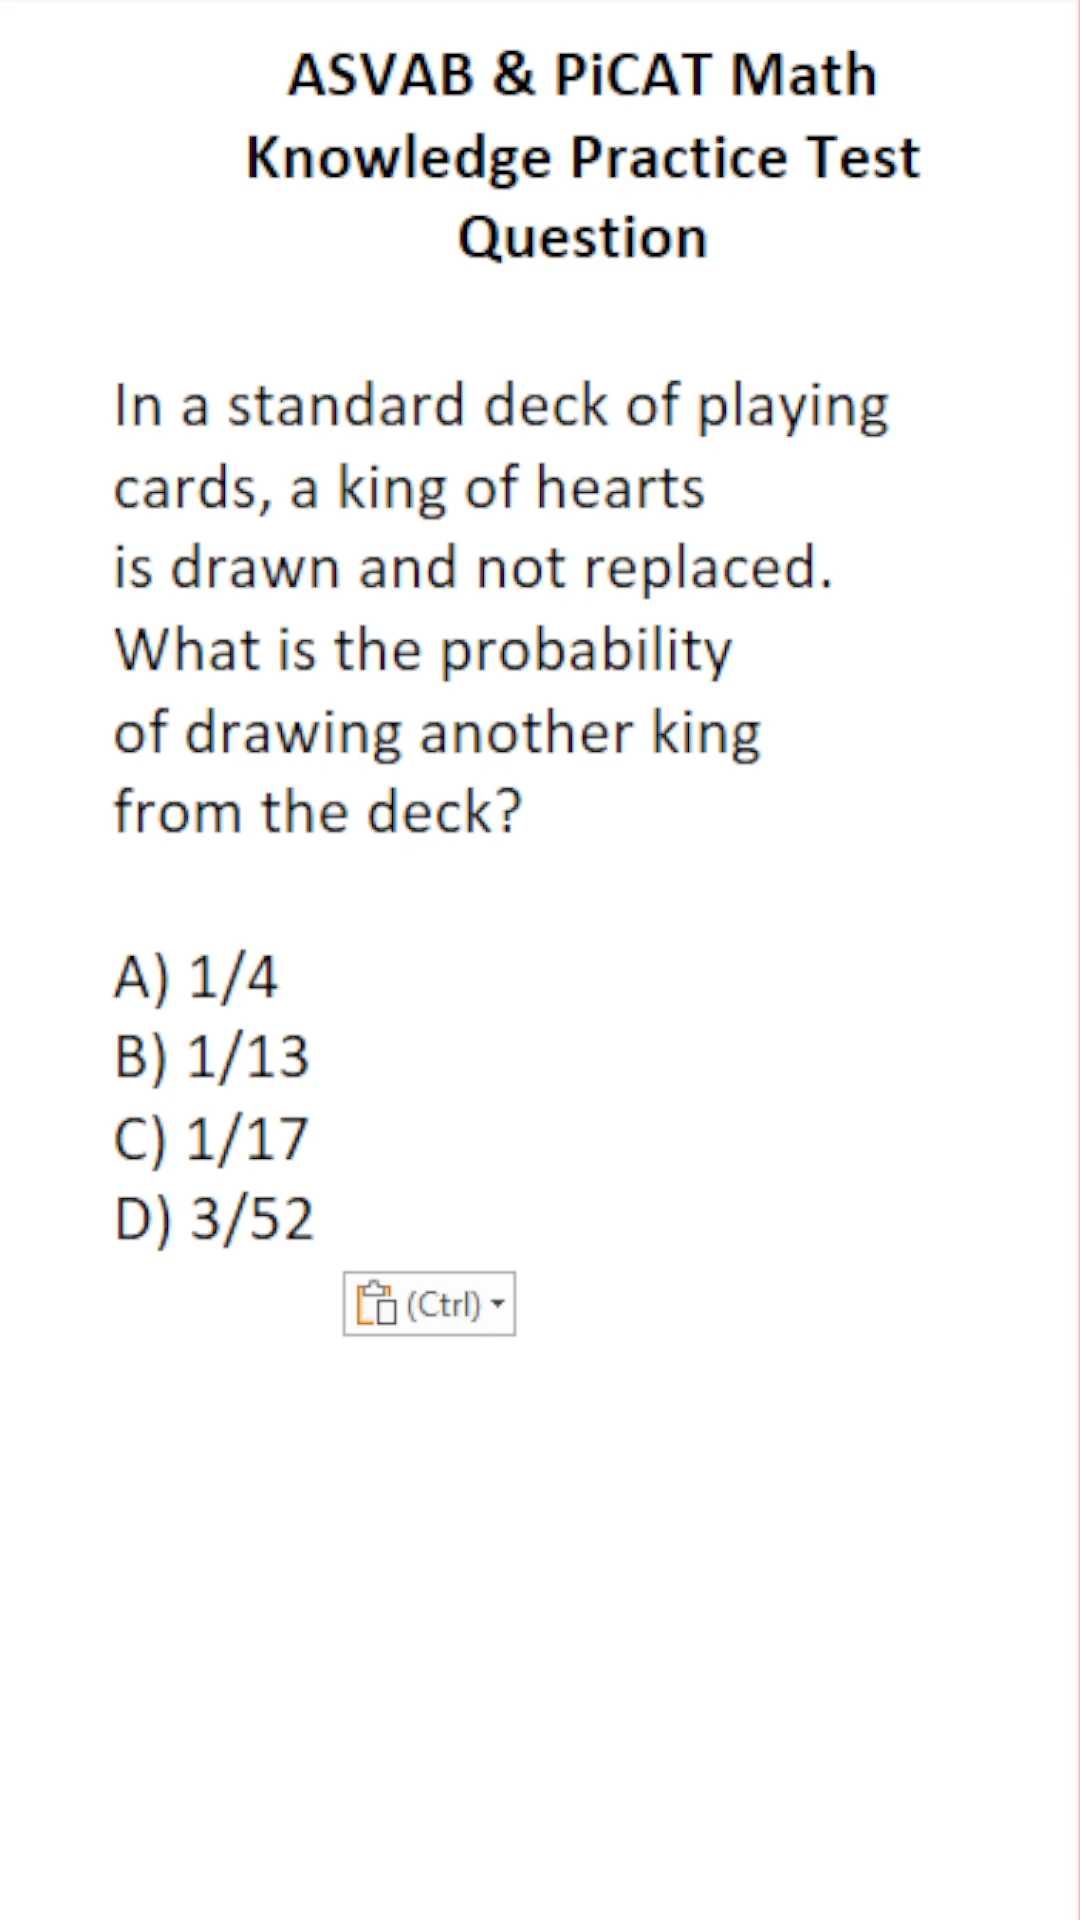 ASVAB & PiCAT Math
Knowledge Practice Test
Question
In a standard deck of playing
cards, a king of hearts
is drawn and not replaced.
What is the probability
of drawing another king
from the deck?
A) 1/4
B) 1/13
C) 1/17
D) 3/52
(Ctrl)